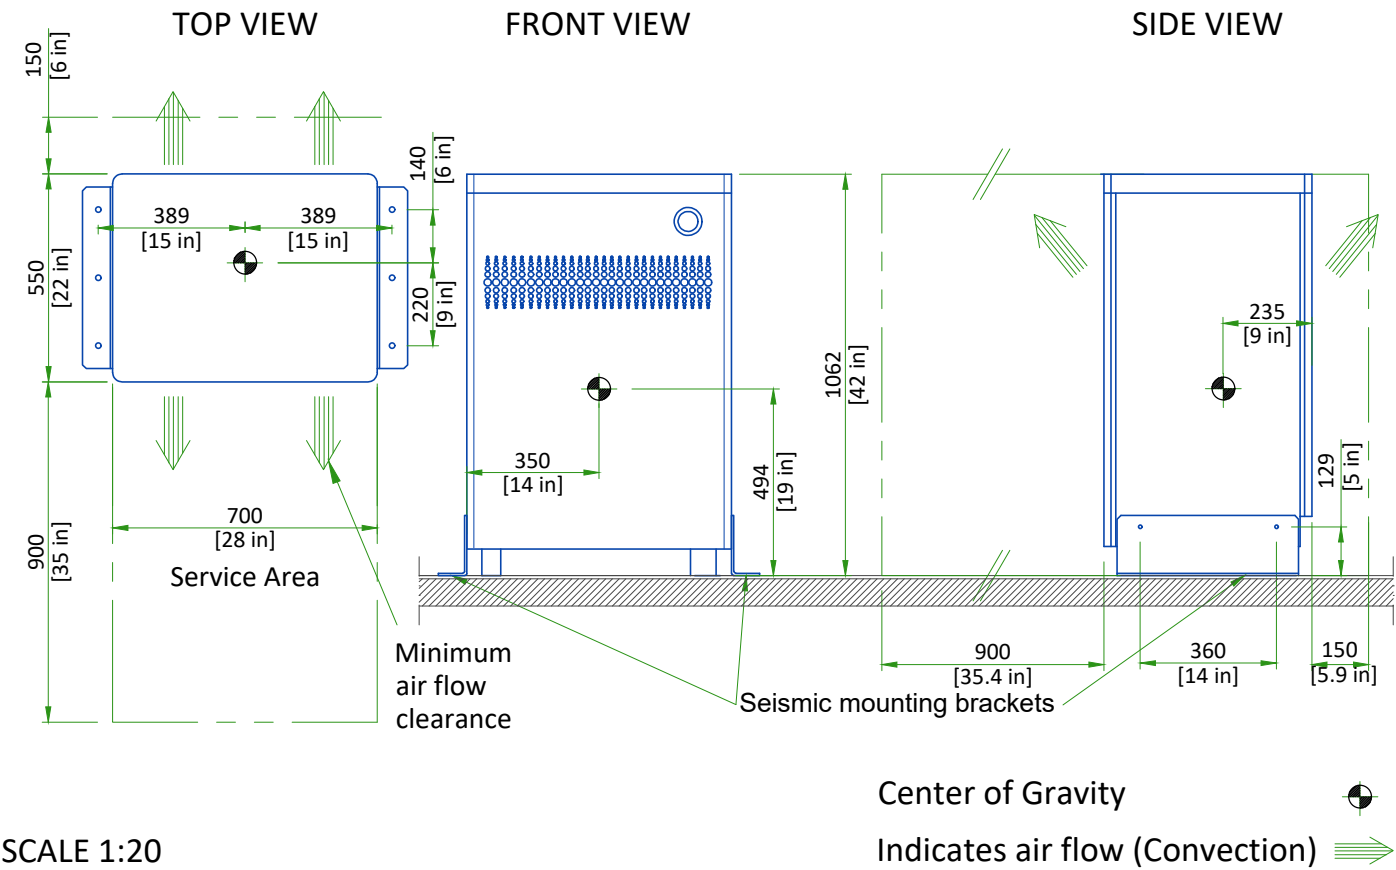 TOP VIEW
FRONT VIEW
SIDE VIEW
150
[6 in]
140
[6 in]
389
[15 in]
389
[15 in]
550
[22 in]
220
[9 in]
1062
[42 in]
235
[9 in]
350
[14 in]
494
[19 in]
129
[5 in]
700
[28 in]
900
[35 in]
Service Area
Minimum
air flow
clearance
900
[35.4 in]
360
[14 in]
150
[5.9 in]
Seismic mounting brackets
Center of Gravity
SCALE 1:20
Indicates air flow (Convection)